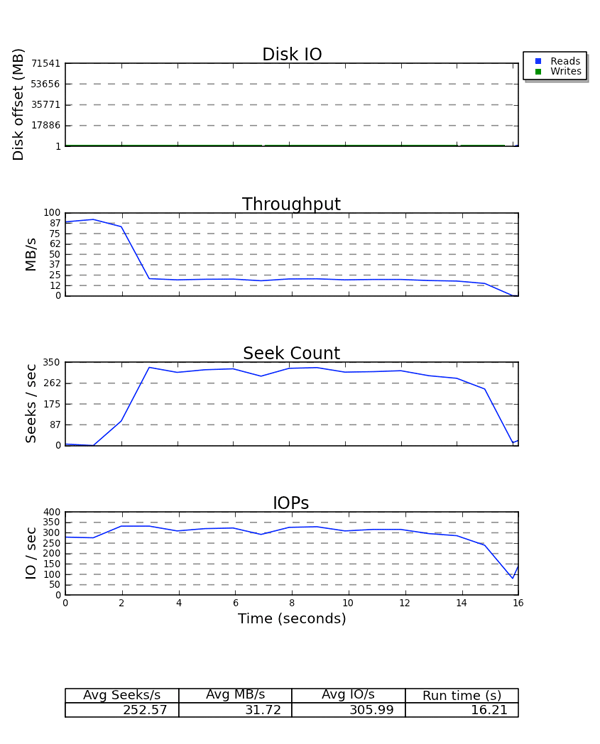 Disk IO
71541
53656
35771
17886
1
Disk offset (MB)
Reads
Writes
Throughput
100
87
75
62
50
37
25
12
0
MB/s
Seek Count
350
262
175
87
0
Seeks / sec
IOPs
400
350
300
250
200
150
100
50
0
IO / sec
0 2 4 6 8 10 12 14 16
Time (seconds)
Avg Seeks/s Avg MB/s Avg IO/s Run time (s)
252.57 31.72 305.99 16.21